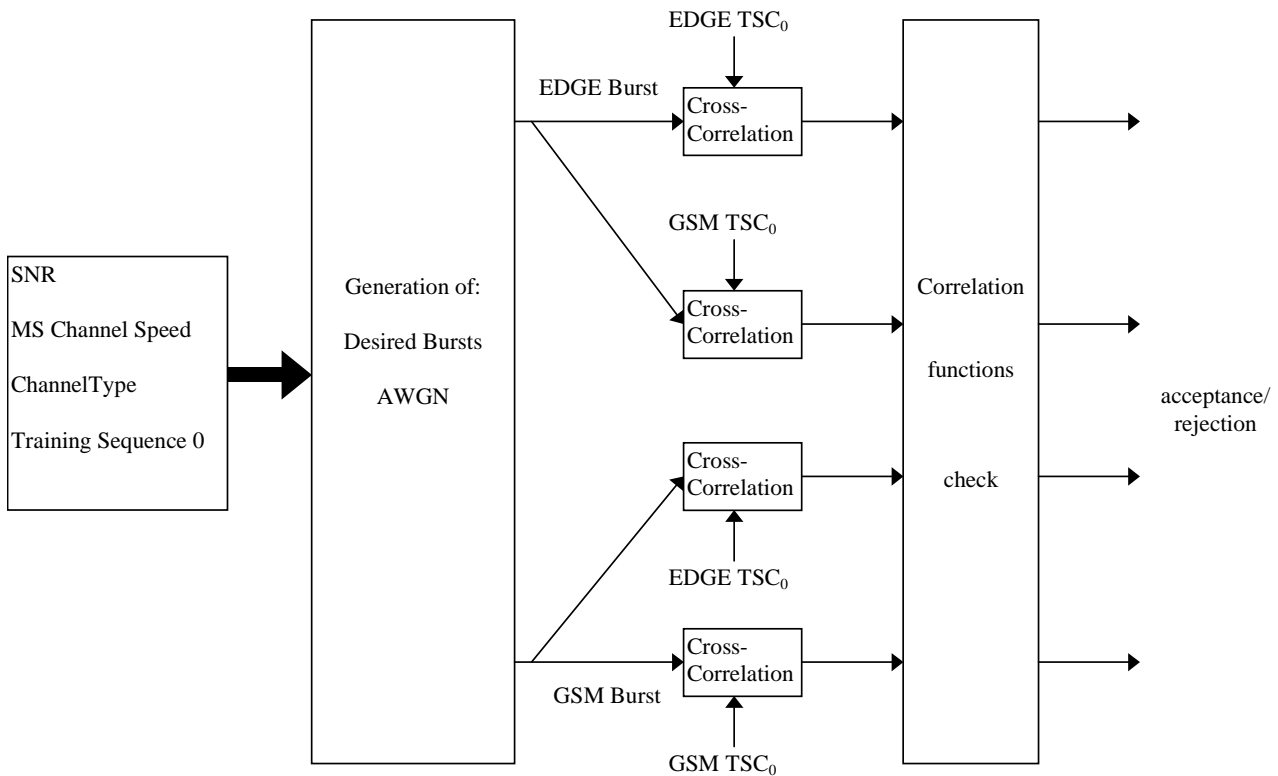 SNR
MS Channel Speed
ChannelType
Training Sequence 0
Generation of:
Desired Bursts
AWGN
EDGE TSC₀
EDGE Burst
Cross-
Correlation
GSM TSC₀
Cross-
Correlation
Cross-
Correlation
EDGE TSC₀
Cross-
Correlation
GSM Burst
GSM TSC₀
Correlation
functions
check
acceptance/
rejection